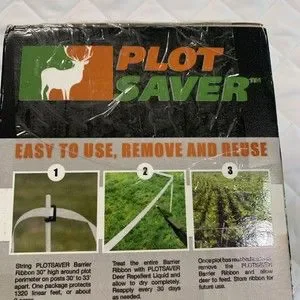 PLOT
SAVER™
EASY TO USE, REMOVE AND REUSE
1
2
3
String PLOTSAVER Barrier
Ribbon 30" high around plot
perimeter on posts 30' to 33'
apart. One package protects
1320 linear feet, or about
Treat the entire Barrier
Ribbon with PLOTSAVER
Deer Repellent Liquid and
allow to dry completely.
Reapply every 30 days
as needed.
Once plot has
remove the PLOTSAVER
Barrier Ribbon and allow
deer to feed. Store ribbon for
future use.